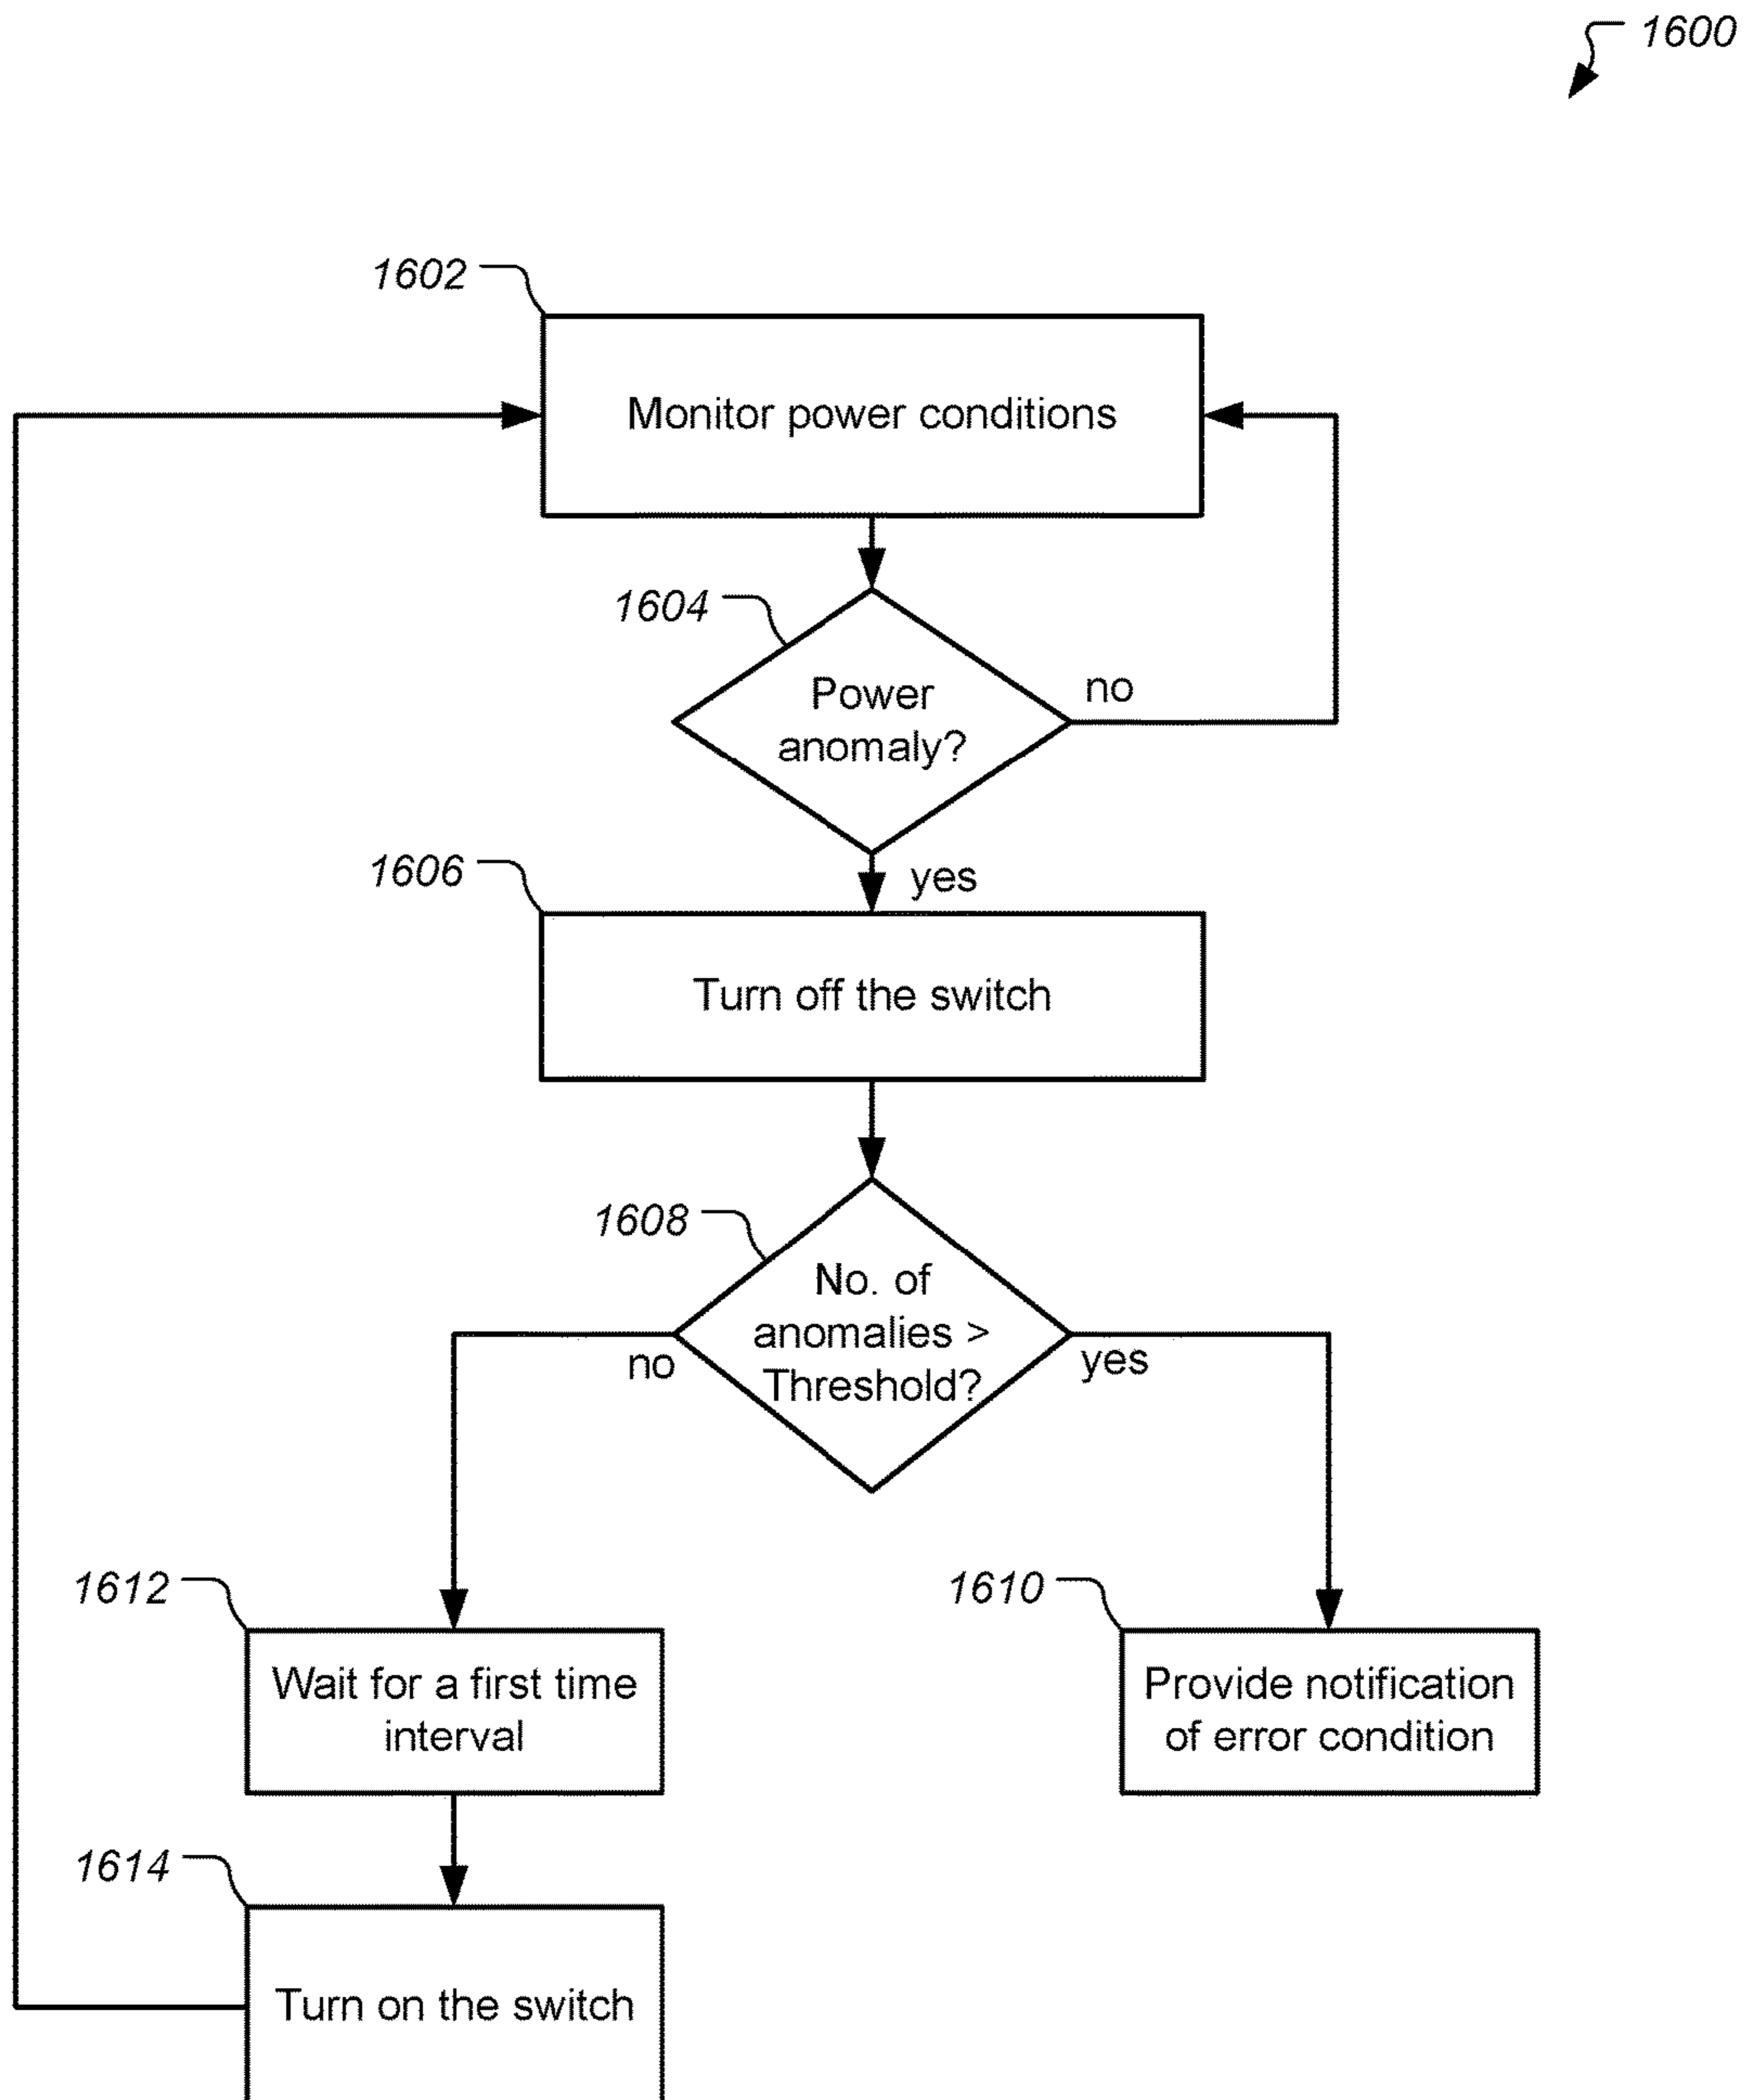 1600
1602
Monitor power conditions
1604
Power
anomaly?
no
1606
yes
Turn off the switch
1608
No. of
anomalies >
Threshold?
no
yes
1612
1610
Wait for a first time
interval
Provide notification
of error condition
1614
Turn on the switch